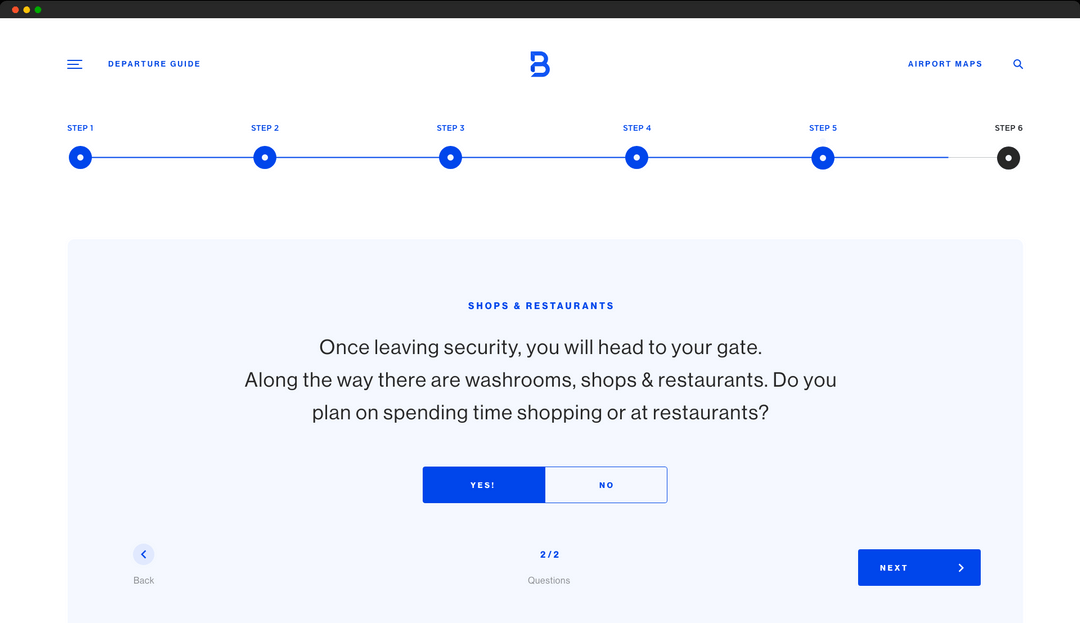 DEPARTURE GUIDE
B
AIRPORT MAPS
STEP 1
STEP 2
STEP 3
STEP 4
STEP 5
STEP 6
SHOPS & RESTAURANTS
Once leaving security, you will head to your gate.
Along the way there are washrooms, shops & restaurants. Do you
plan on spending time shopping or at restaurants?
YES!
NO
Back
2/2
Questions
NEXT